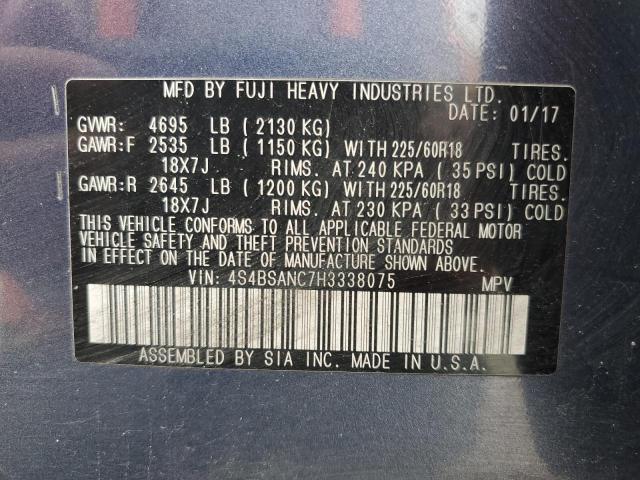 MFD BY FUJI HEAVY INDUSTRIES LTD.
DATE: 01/17
GVWR: 4695 LB ( 2130 KG)
GAWR:F 2535 LB ( 1150 KG) WITH 225/60R18 TIRES.
18X7J RIMS. AT 240 KPA ( 35 PSI) COLD
GAWR:R 2645 LB ( 1200 KG) WITH 225/60R18 TIRES.
18X7J RIMS. AT 230 KPA ( 33 PSI) COLD
THIS VEHICLE CONFORMS TO ALL APPLICABLE FEDERAL MOTOR
VEHICLE SAFETY AND THEFT PREVENTION STANDARDS
IN EFFECT ON THE DATE OF MANUFACTURE SHOWN ABOVE.
VIN: 4S4BSANC7H3338075 MPV
ASSEMBLED BY SIA INC. MADE IN U.S.A.